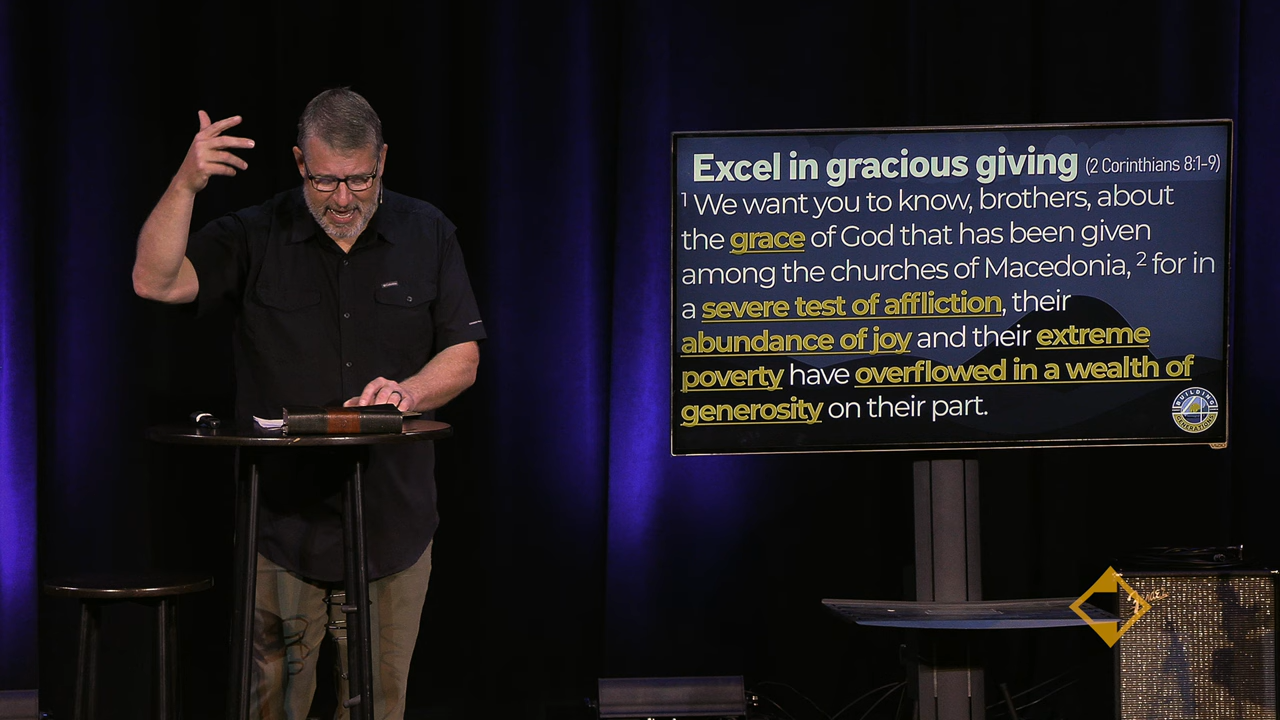 Excel in gracious giving (2 Corinthians 8:1-9)
1 We want you to know, brothers, about
the grace of God that has been given
among the churches of Macedonia, 2 for in
a severe test of affliction, their
abundance of joy and their extreme
poverty have overflowed in a wealth of
generosity on their part.
BUILDING
GENERATIONS